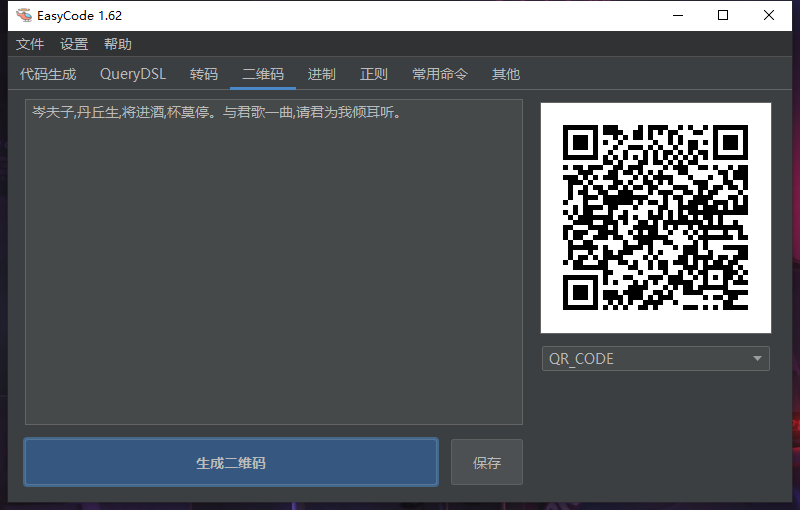 EasyCode 1.62
文件 设置 帮助
代码生成 QueryDSL 转码 二维码 进制 正则 常用命令 其他
岑夫子,丹丘生,将进酒,杯莫停。与君歌一曲,请君为我倾耳听。
QR_CODE
生成二维码 保存